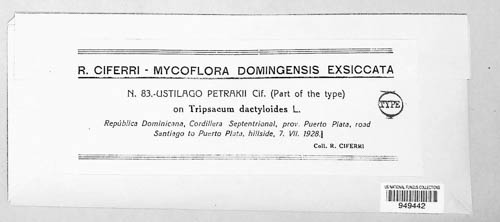 R. CIFERRI - MYCOFLORA DOMINGENSIS EXSICCATA
N. 83.-USTILAGO PETRAKII Cif. (Part of the type)
on Tripsacum dactyloides L.
TYPE
República Dominicana, Cordillera Septentrional, prov. Puerto Plata, road
Santiago to Puerto Plata, hillside, 7. VII. 1928.
Coll. R. CIFERRI
US NATIONAL FUNGUS COLLECTIONS
949442